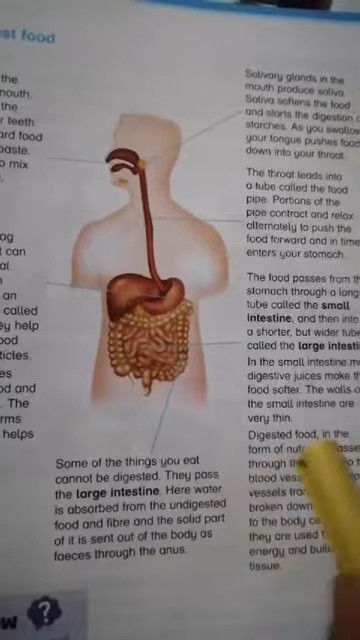 est food
the
mouth.
the
r teeth
ard food
paste.
o mix
ag
t can
al
an
called
ey help
ood
ticles.
es
od and
. The
rms
helps
Salivary glands in the
mouth produce saliva.
Saliva softens the food
and starts the digestion o
starches. As you swallow
your tongue pushes food
down into your throat.
The throat leads into
a tube called the food
pipe. Portions of the
pipe contract and relax
alternately to push the
food forward and in time
enters your stomach.
The food passes from th
stomach through a long
tube called the small
intestine, and then into
a shorter, but wider tube
called the large intesti
In the small intestine m
digestive juices make th
food softer. The walls o
the small intestine are
very thin.
Digested food, in the
form of nut passe
through th
blood vess
vessels tran
broken down
to the body ce
they are used t
energy and build
tissue.
Some of the things you eat
cannot be digested. They pass
the large intestine. Here water
is absorbed from the undigested
food and fibre and the solid part
of it is sent out of the body as
faeces through the anus.
ow ?